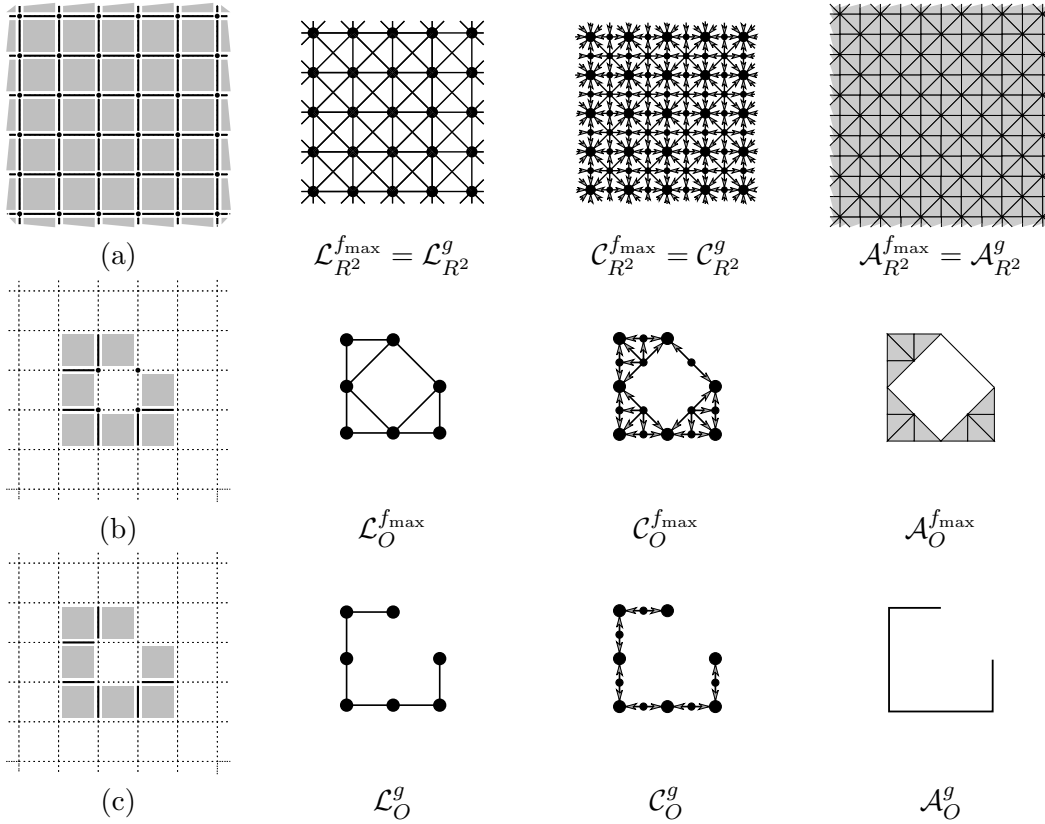 (a) $\mathcal{L}_{R^2}^{f_{\max}} = \mathcal{L}_{R^2}^{g}$ $\mathcal{C}_{R^2}^{f_{\max}} = \mathcal{C}_{R^2}^{g}$ $\mathcal{A}_{R^2}^{f_{\max}} = \mathcal{A}_{R^2}^{g}$
(b) $\mathcal{L}_{O}^{f_{\max}}$ $\mathcal{C}_{O}^{f_{\max}}$ $\mathcal{A}_{O}^{f_{\max}}$
(c) $\mathcal{L}_{O}^{g}$ $\mathcal{C}_{O}^{g}$ $\mathcal{A}_{O}^{g}$